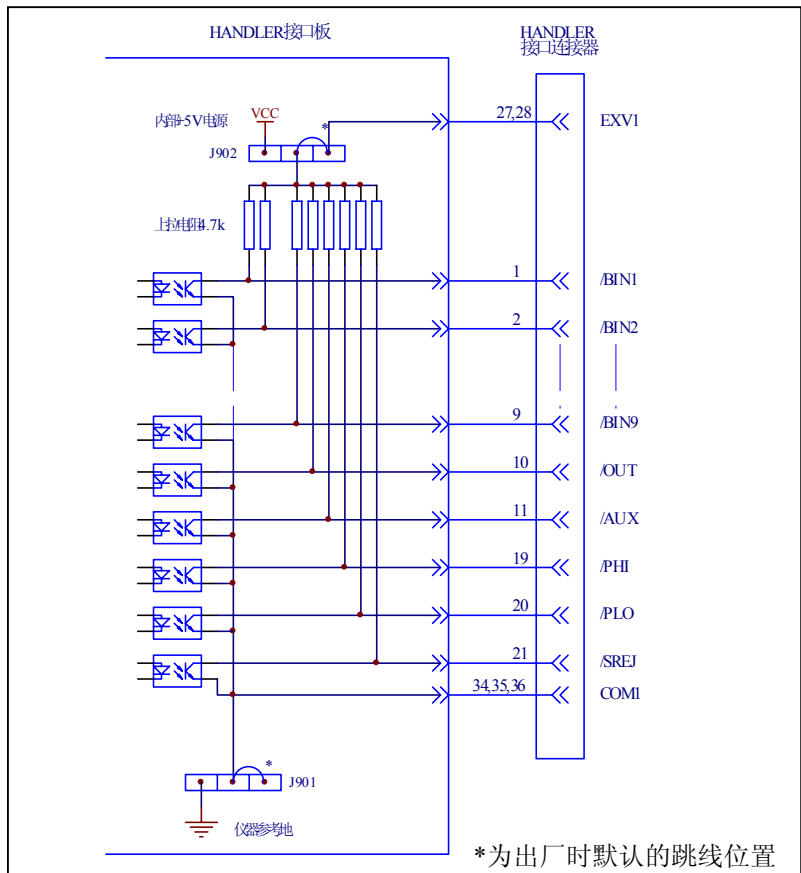 HANDLER接口板
HANDLER
接口连接器
内部+5V电源
VCC
*
27,28
EXV1
J902
上拉电阻4.7k
1
/BIN1
2
/BIN2
9
/BIN9
10
/OUT
11
/AUX
19
/PHI
20
/PLO
21
/SREJ
34,35,36
COM1
*
J901
仪器参考地
*为出厂时默认的跳线位置